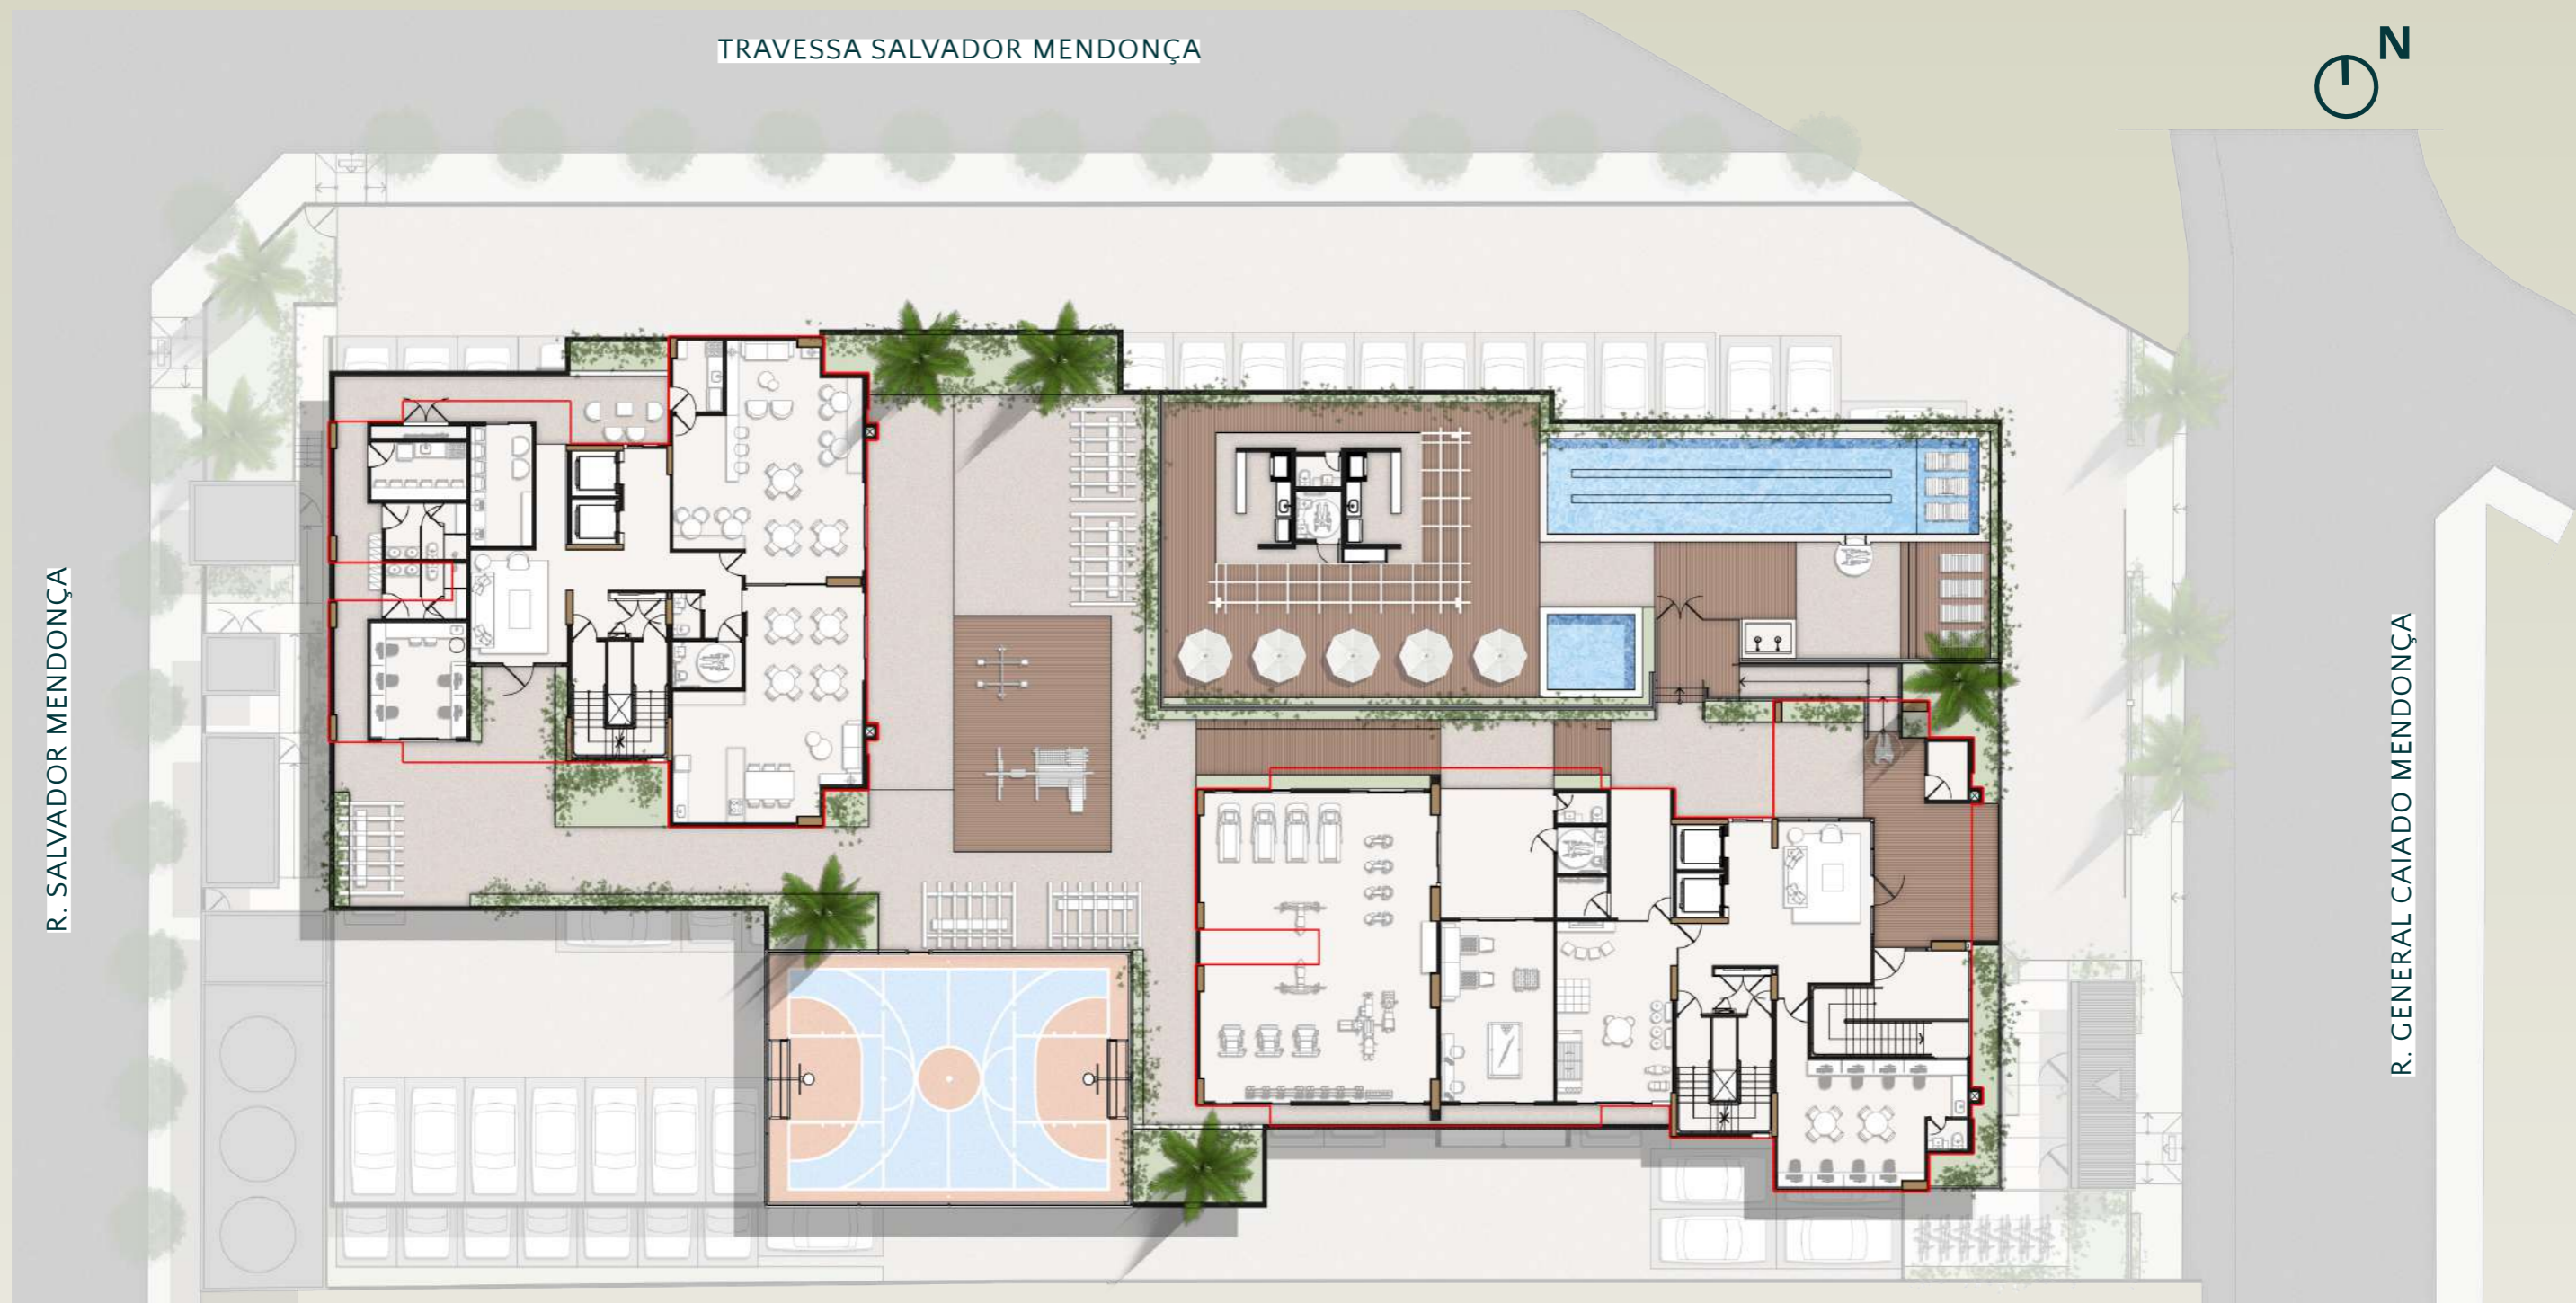 TRAVESSA SALVADOR MENDONÇA
N
R. SALVADOR MENDONÇA
R. GENERAL CAIADO MENDONÇA